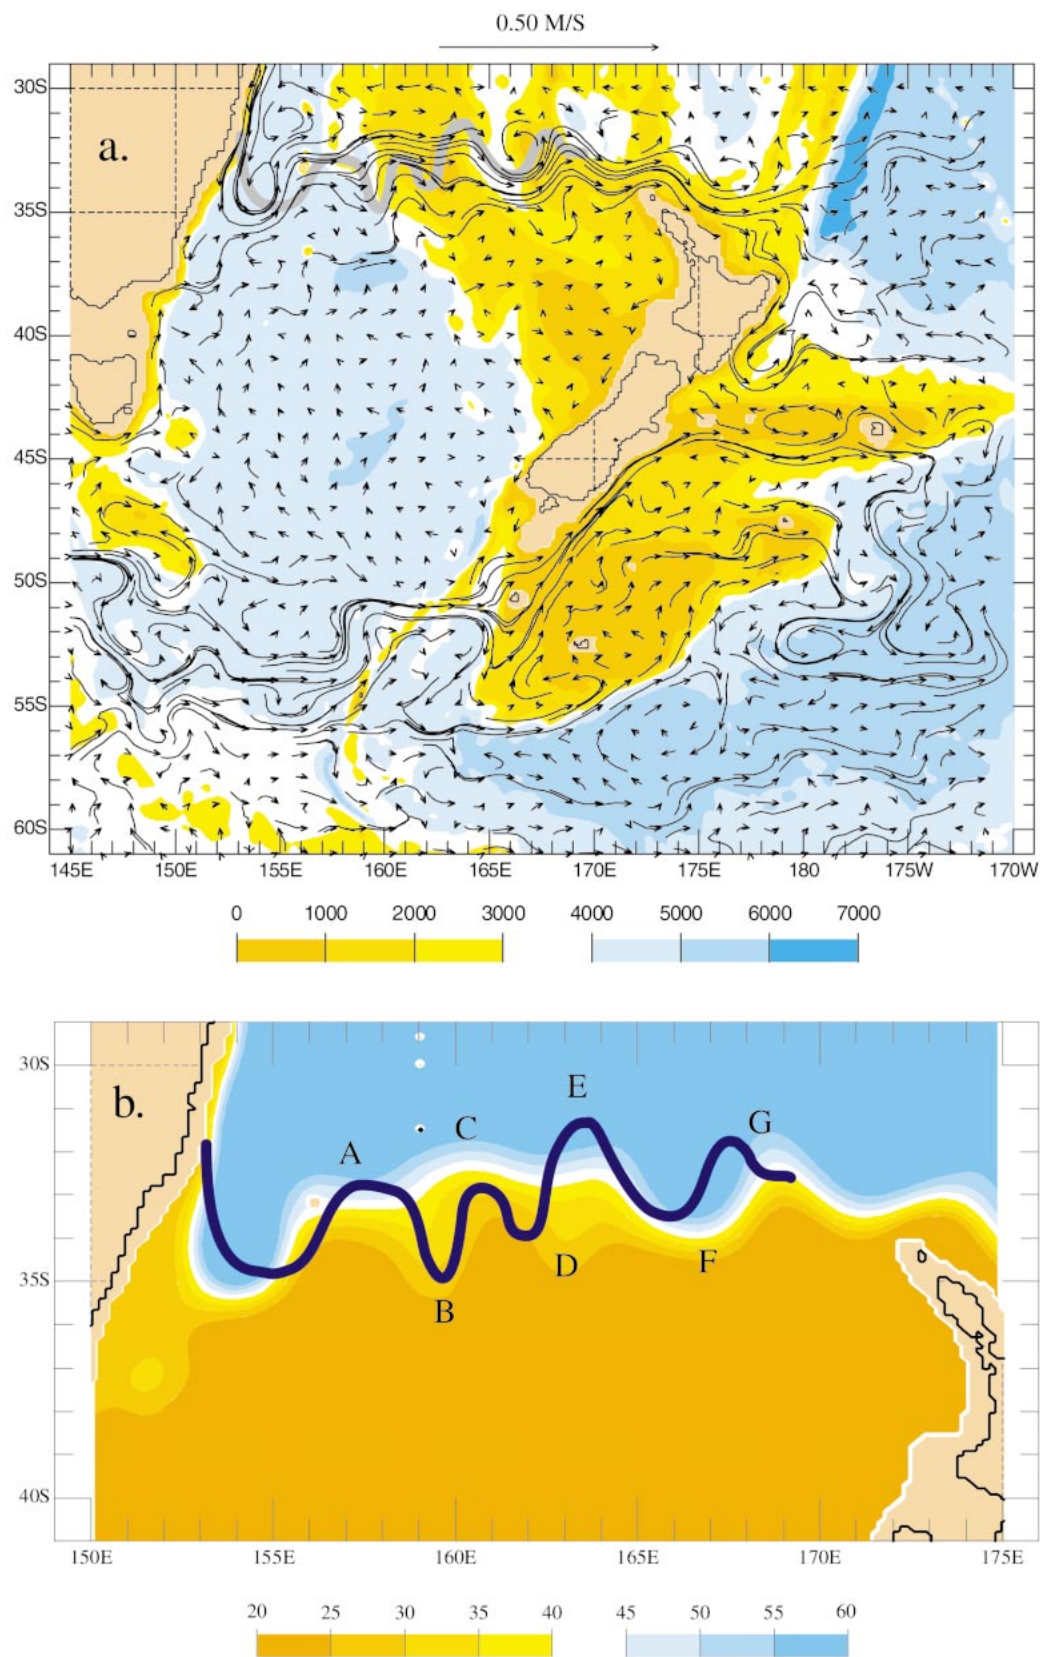 0.50 M/S
30S
a.
35S
40S
45S
50S
55S
60S
145E 150E 155E 160E 165E 170E 175E 180 175W 170W
0 1000 2000 3000 4000 5000 6000 7000
30S
b.
E
C
G
A
D
F
35S
B
40S
150E 155E 160E 165E 170E 175E
20 25 30 35 40 45 50 55 60